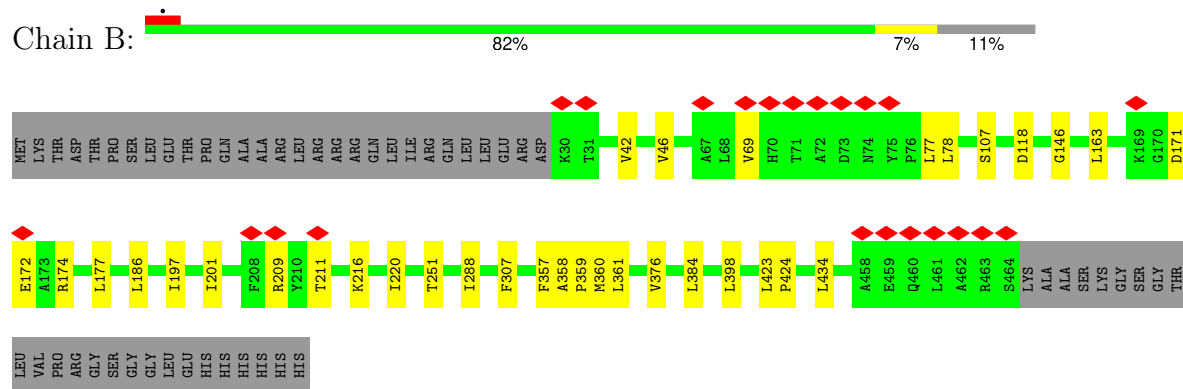 Chain B:
82% 7% 11%
MET LYS THR ASP THR PRO SER LEU GLU THR PRO GLN ALA ALA ARG LEU ARG ARG ARG GLN LEU ILE ARG GLN LEU LEU GLU ARG ASP K30 T31 V42 V46 A67 L68 V69 H70 T71 A72 D73 N74 Y75 P76 L77 L78 S107 D118 G146 L163 K169 G170 D171
E172 A173 R174 L177 L186 I197 I201 F208 R209 Y210 T211 K216 I220 T251 I288 F307 F357 A358 P359 M360 L361 V376 L384 L398 L423 P424 L434 A458 E459 Q460 L461 A462 R463 S464 LYS ALA ALA SER LYS GLY SER GLY THR
LEU VAL PRO ARG GLY SER GLY GLY LEU GLU HIS HIS HIS HIS HIS HIS